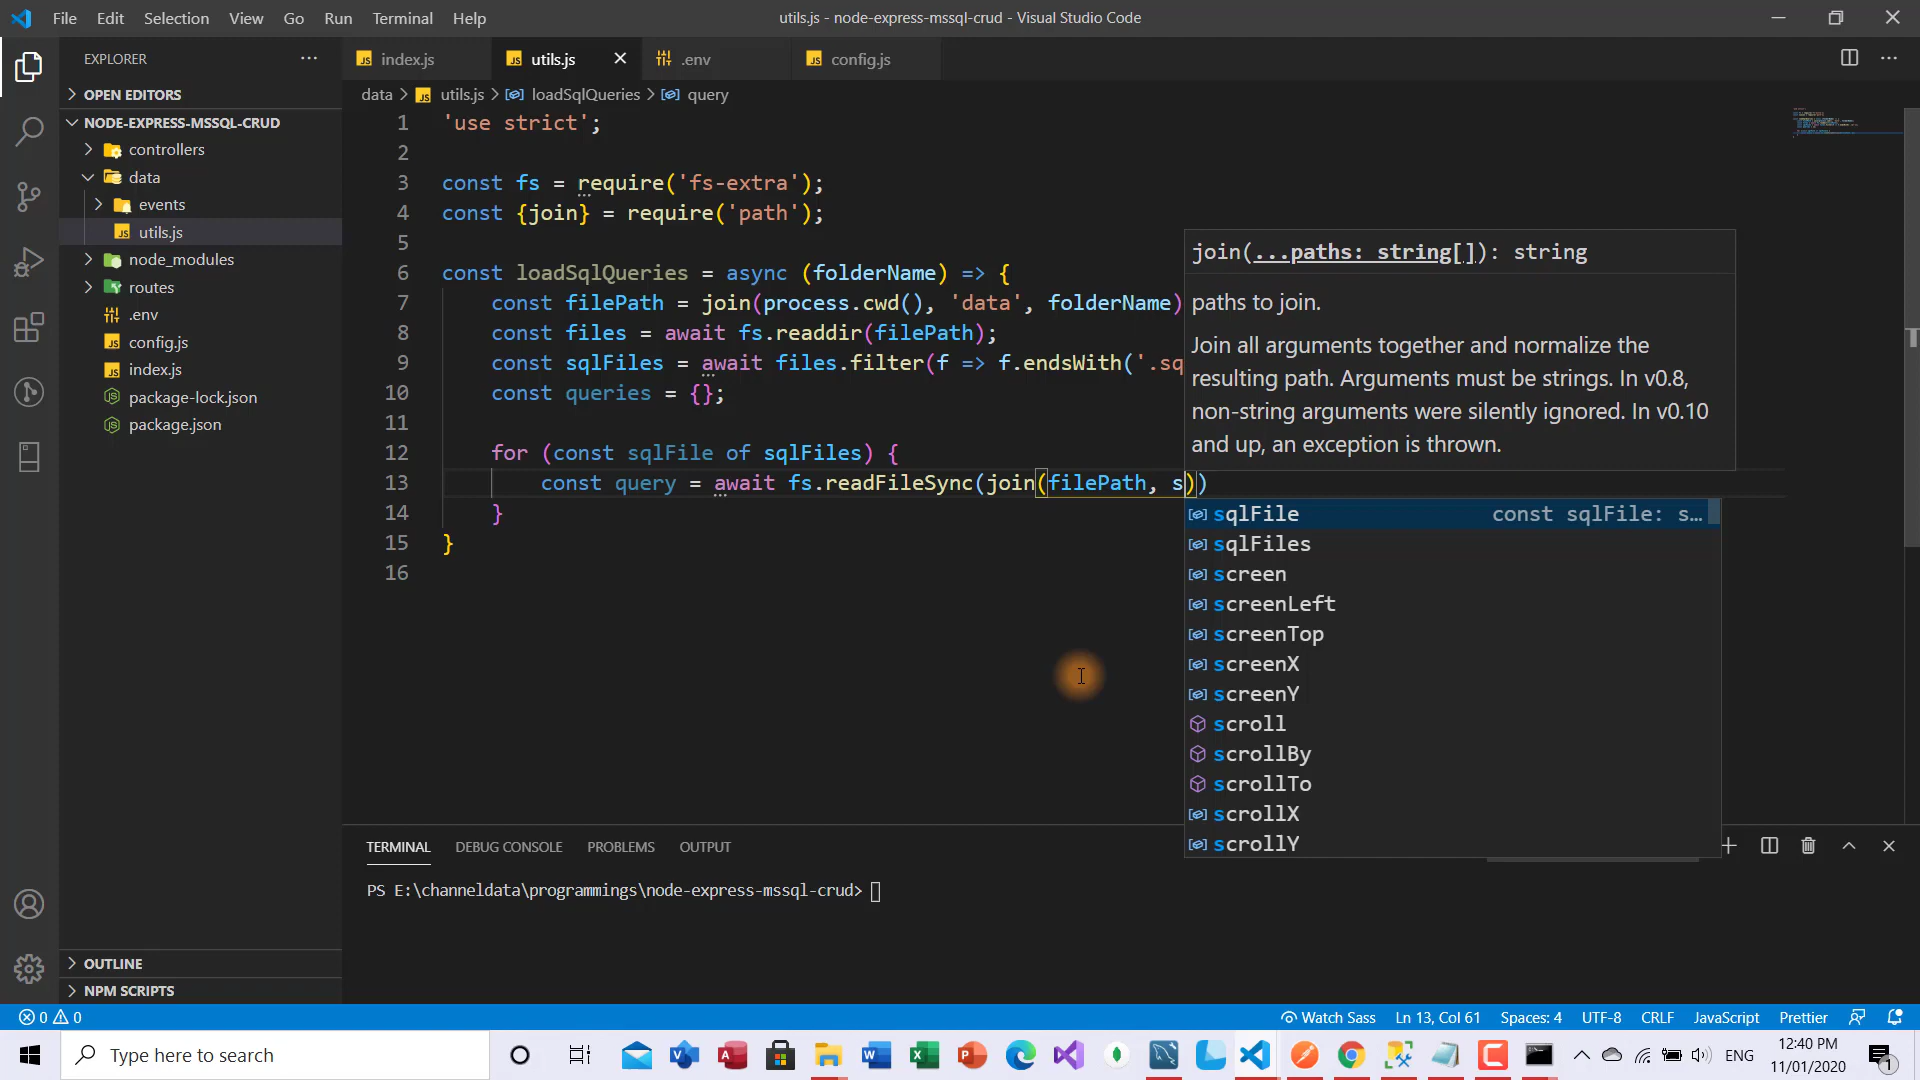 File Edit Selection View Go Run Terminal Help
utils.js - node-express-mssql-crud - Visual Studio Code
EXPLORER
OPEN EDITORS
NODE-EXPRESS-MSSQL-CRUD
controllers
data
events
utils.js
node_modules
routes
.env
config.js
index.js
package-lock.json
package.json
OUTLINE
NPM SCRIPTS
index.js utils.js .env config.js
data > utils.js > loadSqlQueries > query
1 'use strict';
2
3 const fs = require('fs-extra');
4 const {join} = require('path');
5
6 const loadSqlQueries = async (folderName) => {
7 const filePath = join(process.cwd(), 'data', folderName)
8 const files = await fs.readdir(filePath);
9 const sqlFiles = await files.filter(f => f.endsWith('.sq
10 const queries = {};
11
12 for (const sqlFile of sqlFiles) {
13 const query = await fs.readFileSync(join(filePath, s))
14 }
15 }
16
join(...paths: string[]): string
paths to join.
Join all arguments together and normalize the
resulting path. Arguments must be strings. In v0.8,
non-string arguments were silently ignored. In v0.10
and up, an exception is thrown.
sqlFile const sqlFile: s...
sqlFiles
screen
screenLeft
screenTop
screenX
screenY
scroll
scrollBy
scrollTo
scrollX
scrollY
TERMINAL DEBUG CONSOLE PROBLEMS OUTPUT
PS E:\channeldata\programmings\node-express-mssql-crud>
0 0
Watch Sass Ln 13, Col 61 Spaces: 4 UTF-8 CRLF JavaScript Prettier
Type here to search
ENG
12:40 PM
11/01/2020
1